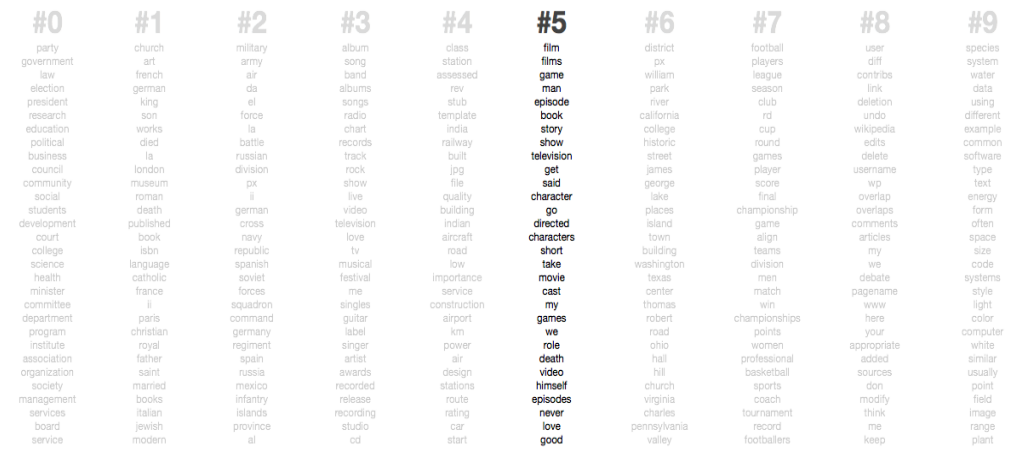 #0 #1 #2 #3 #4 #5 #6 #7 #8 #9
party church military album class film district football user species
government art army song station films px players diff system
law french air band assessed game william league contribs water
election german da albums rev man park season link data
president king el songs stub episode river club deletion using
research son force radio template book california rd undo different
education works la chart india story college cup wikipedia example
political died battle records railway show historic round edits common
business la russian track built television street games delete software
council london division rock jpg get james player username type
community museum px show file said george score wp text
social roman ii live quality character lake final overlap energy
students death german video building go places championship overlaps form
development published cross television indian directed island game comments often
court book navy love aircraft characters town align articles space
college isbn republic tv road short building teams my size
science language spanish musical low take washington division we code
health catholic soviet festival importance movie texas men debate systems
minister france forces me service cast center match pagename style
committee ii squadron singles construction my thomas win www light
department paris command guitar airport games robert championships here color
program christian germany label km we road points your computer
institute royal regiment singer power role ohio women appropriate white
association father spain artist air death hall professional added similar
organization saint russia awards design video hill basketball sources usually
society married mexico recorded stations himself church sports don point
management books infantry release route episodes virginia coach modify field
services italian islands recording rating never charles tournament think image
board jewish province studio car love pennsylvania record me range
service modern al cd start good valley footballers keep plant